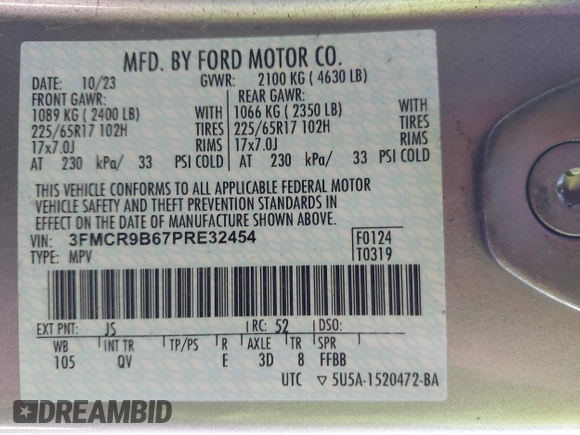 MFD. BY FORD MOTOR CO.
DATE: 10/23 GVWR: 2100 KG ( 4630 LB)
FRONT GAWR: REAR GAWR:
1089 KG ( 2400 LB) WITH 1066 KG ( 2350 LB) WITH
225/65R17 102H TIRES 225/65R17 102H TIRES
17x7.0J RIMS 17x7.0J RIMS
AT 230 kPa/ 33 PSI COLD AT 230 kPa/ 33 PSI COLD
THIS VEHICLE CONFORMS TO ALL APPLICABLE FEDERAL MOTOR
VEHICLE SAFETY AND THEFT PREVENTION STANDARDS IN
EFFECT ON THE DATE OF MANUFACTURE SHOWN ABOVE.
VIN: 3FMCR9B67PRE32454 F0124
TYPE: MPV T0319
EXT PNT: JS RC: 52 DSO:
WB INT TR TP/PS R AXLE TR SPR
105 QV E 3D 8 FFBB
UTC ▽5U5A-1520472-BA
DREAMBID